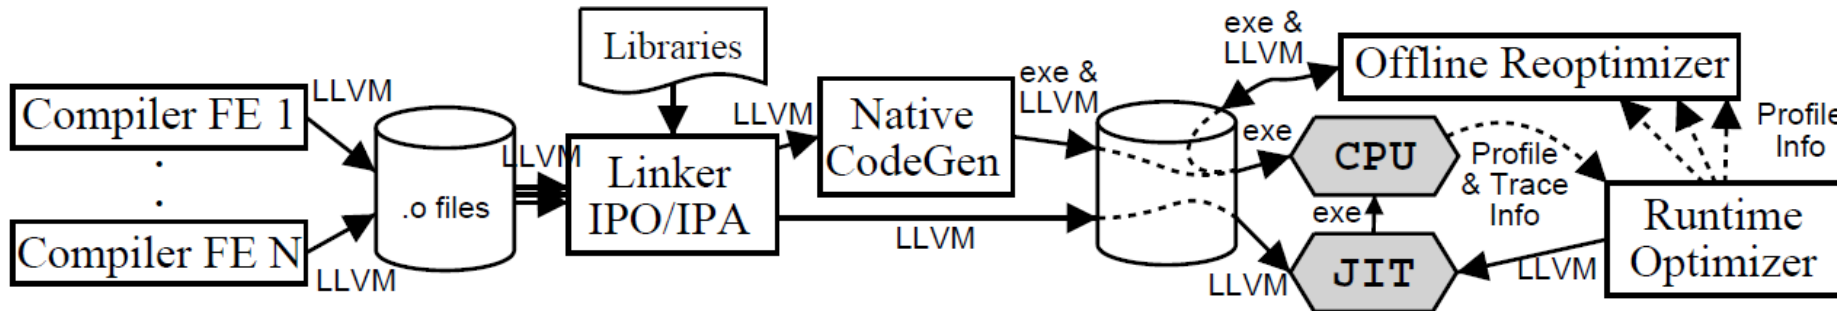 Compiler FE 1
LLVM
Compiler FE N
LLVM
.o files
LLVM
Libraries
Linker
IPO/IPA
LLVM
LLVM
Native
CodeGen
exe &
LLVM
exe &
LLVM
Offline Reoptimizer
exe
CPU
exe
LLVM
JIT
Profile
& Trace
Info
LLVM
Profile
Info
Runtime
Optimizer